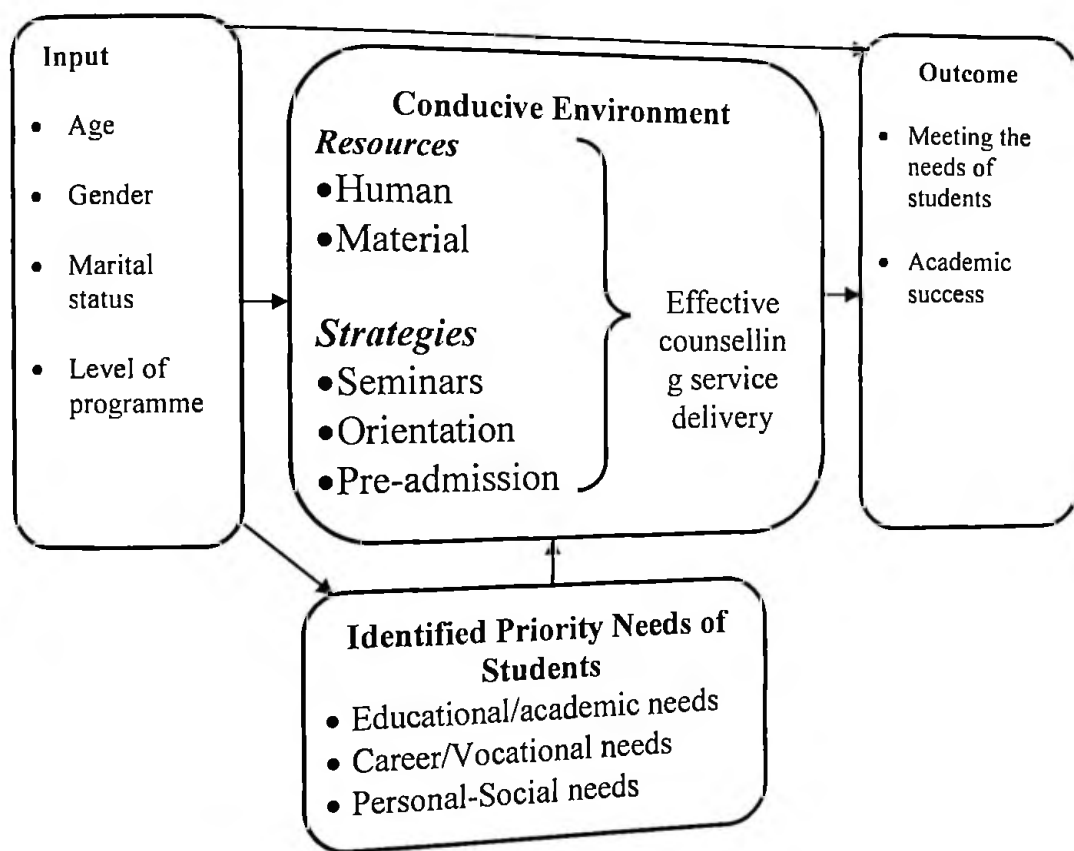 Input
• Age
• Gender
• Marital
status
• Level of
programme
Conducive Environment
Resources
•Human
•Material
Strategies
•Seminars
•Orientation
•Pre-admission
Effective
counsellin
g service
delivery
Outcome
• Meeting the
needs of
students
• Academic
success
Identified Priority Needs of
Students
• Educational/academic needs
• Career/Vocational needs
• Personal-Social needs